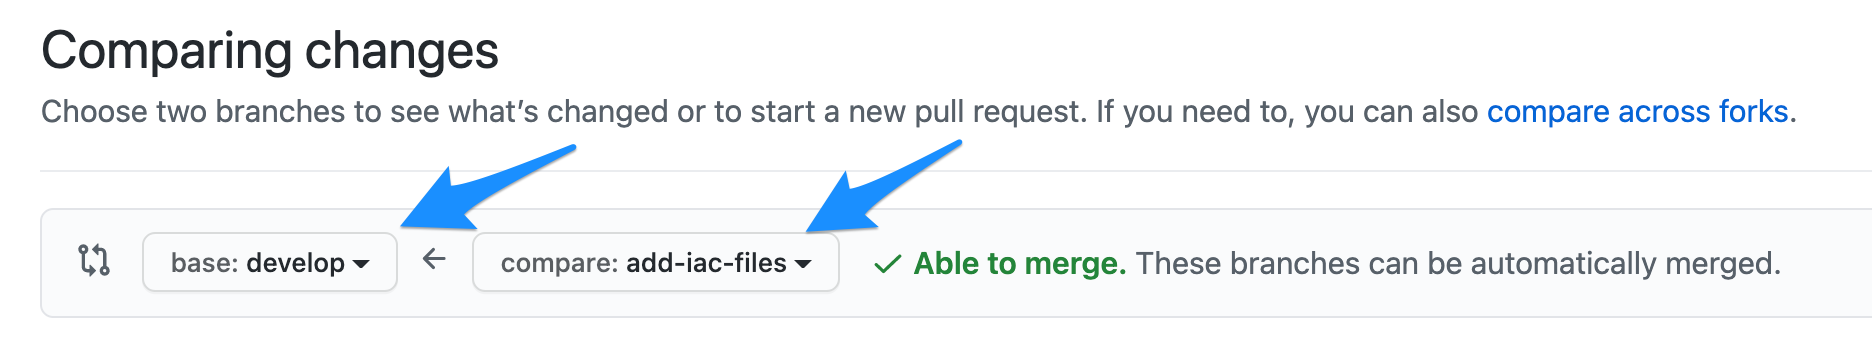 Comparing changes
Choose two branches to see what’s changed or to start a new pull request. If you need to, you can also compare across forks.
base: develop compare: add-iac-files Able to merge. These branches can be automatically merged.